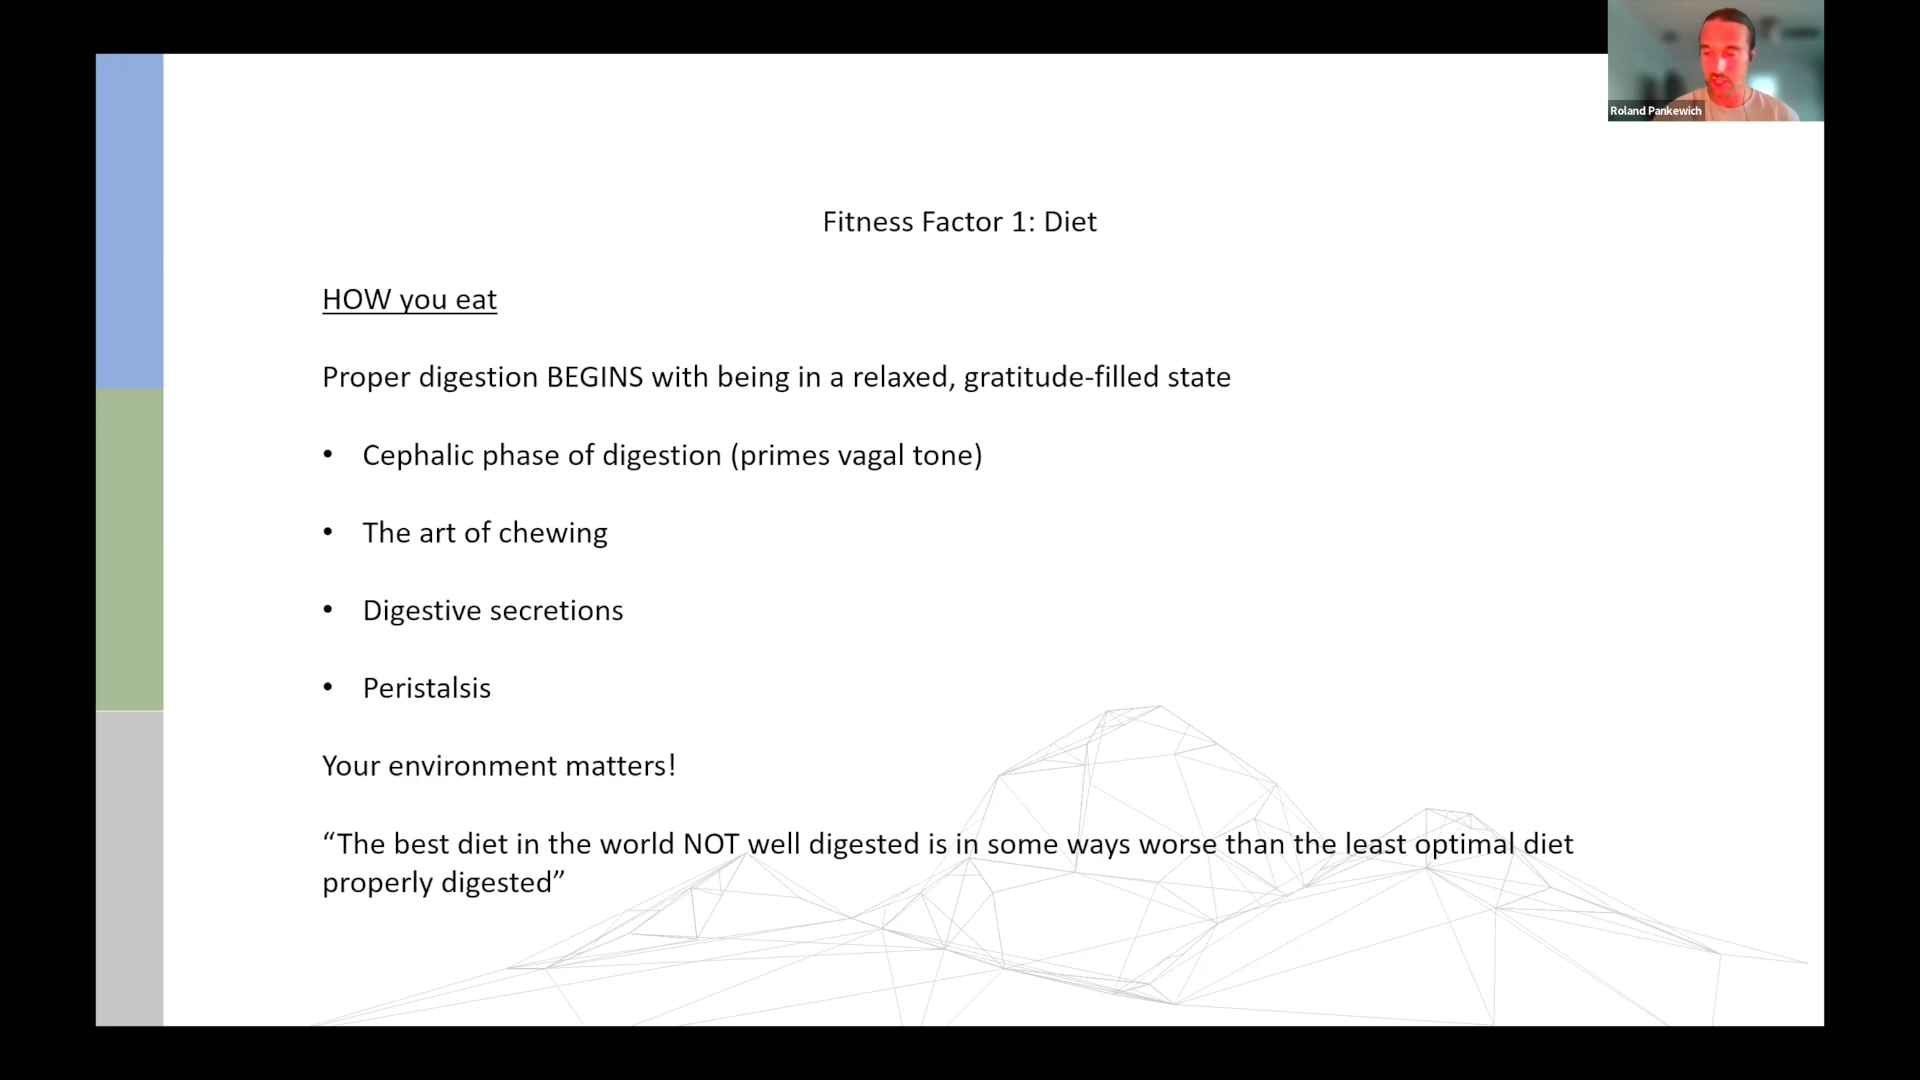 Roland Pankewich
Fitness Factor 1: Diet
HOW you eat
Proper digestion BEGINS with being in a relaxed, gratitude-filled state
• Cephalic phase of digestion (primes vagal tone)
• The art of chewing
• Digestive secretions
• Peristalsis
Your environment matters!
“The best diet in the world NOT well digested is in some ways worse than the least optimal diet
properly digested”